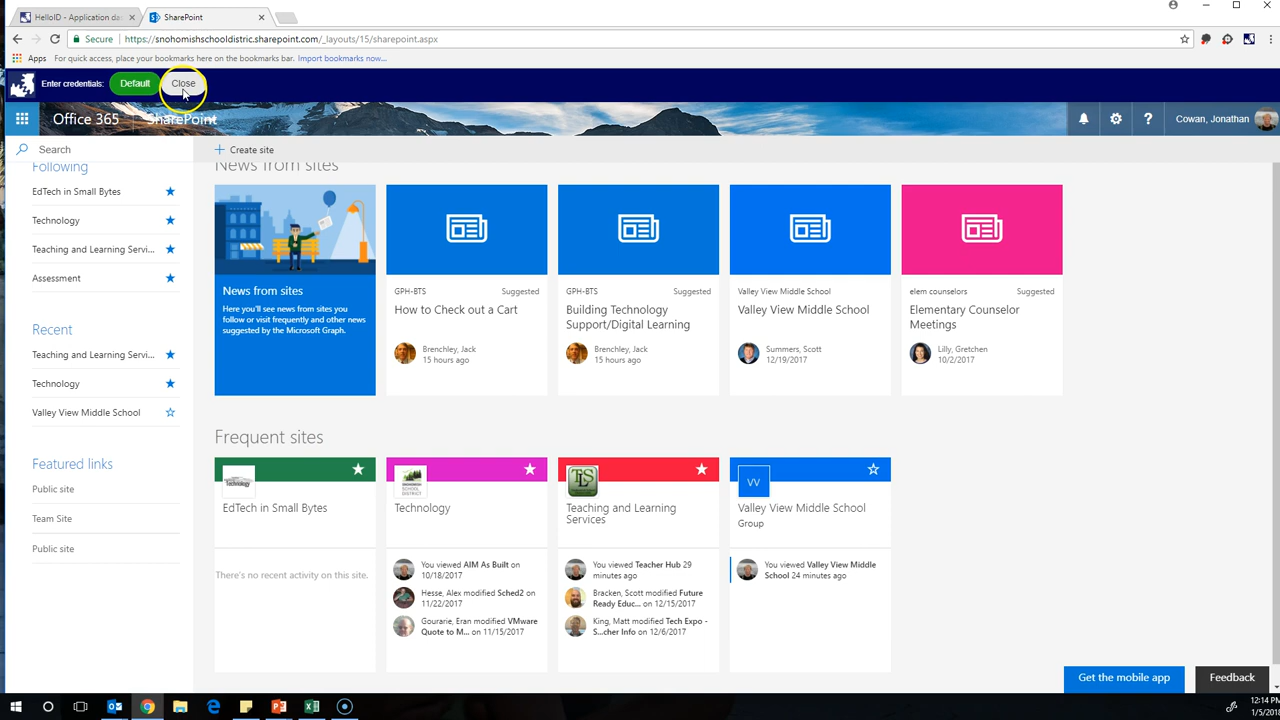 HelloID - Application da
SharePoint
Secure
https://snohomishschooldistric.sharepoint.com/_layouts/15/sharepoint.aspx
Apps
For quick access, place your bookmarks here on the bookmarks bar. Import bookmarks now...
Enter credentials:
Default
Close
Office 365
SharePoint
?
Cowan, Jonathan
Search
Create site
Following
EdTech in Small Bytes
Technology
Teaching and Learning Servi...
Assessment
Recent
Teaching and Learning Servi...
Technology
Valley View Middle School
Featured links
Public site
Team Site
Public site
News from sites
News from sites
Here you'll see news from sites you
follow or visit frequently and other news
suggested by the Microsoft Graph.
GPH-BTS
Suggested
How to Check out a Cart
Brenchley, Jack
15 hours ago
GPH-BTS
Suggested
Building Technology
Support/Digital Learning
Brenchley, Jack
15 hours ago
Valley View Middle School
Valley View Middle School
Summers, Scott
12/19/2017
elem counselors
Suggested
Elementary Counselor
Meetings
Lilly, Gretchen
10/2/2017
Frequent sites
Technology
EdTech in Small Bytes
There's no recent activity on this site.
SCHOOL DISTRICT
Technology
You viewed AIM As Built on
10/18/2017
Hesse, Alex modified Sched2 on
11/22/2017
Gourarie, Eran modified VMware
Quote to M... on 11/15/2017
TLS
Teaching and Learning
Services
You viewed Teacher Hub 29
minutes ago
Bracken, Scott modified Future
Ready Educ... on 12/15/2017
King, Matt modified Tech Expo -
S...cher Info on 12/6/2017
VV
Valley View Middle School
Group
You viewed Valley View Middle
School 24 minutes ago
Get the mobile app
Feedback
12:14 PM
1/5/201